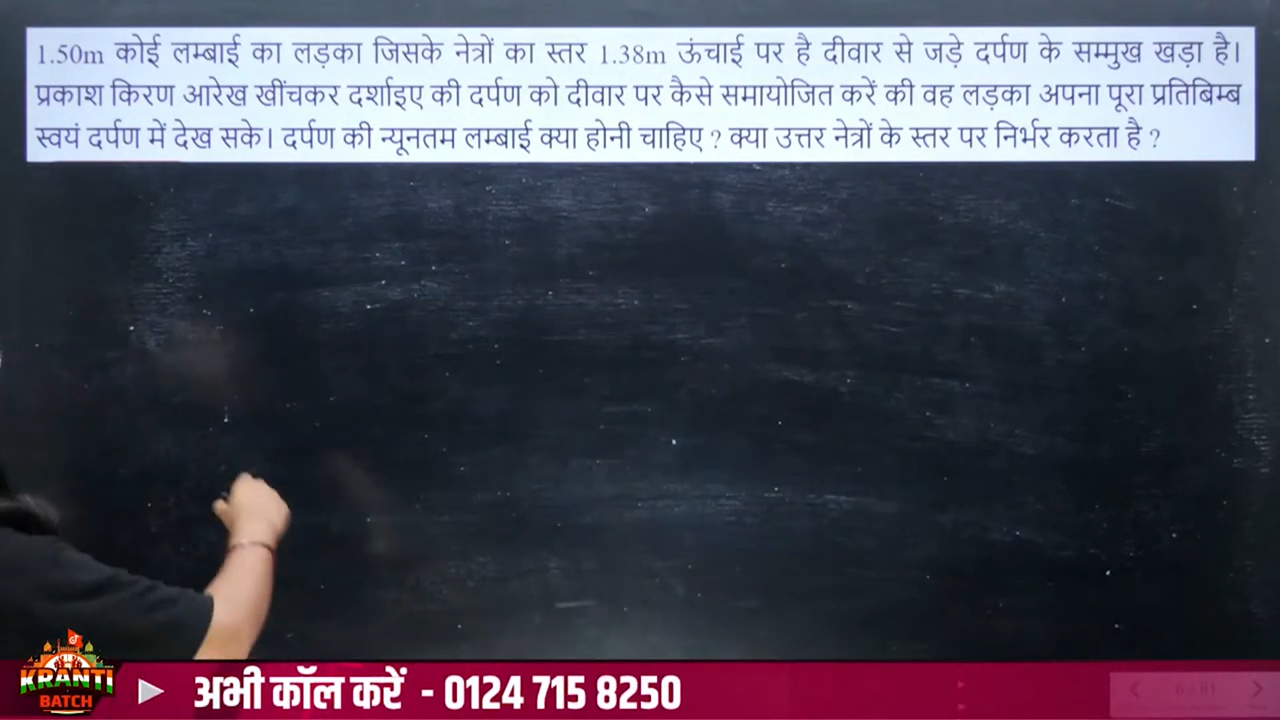 1.50m कोई लम्बाई का लड़का जिसके नेत्रों का स्तर 1.38m ऊंचाई पर है दीवार से जड़े दर्पण के सम्मुख खड़ा है।
प्रकाश किरण आरेख खींचकर दर्शाइए की दर्पण को दीवार पर कैसे समायोजित करें की वह लड़का अपना पूरा प्रतिबिम्ब
स्वयं दर्पण में देख सके। दर्पण की न्यूनतम लम्बाई क्या होनी चाहिए ? क्या उत्तर नेत्रों के स्तर पर निर्भर करता है ?
KRANTI
BATCH
अभी कॉल करें - 0124 715 8250
6 / 81